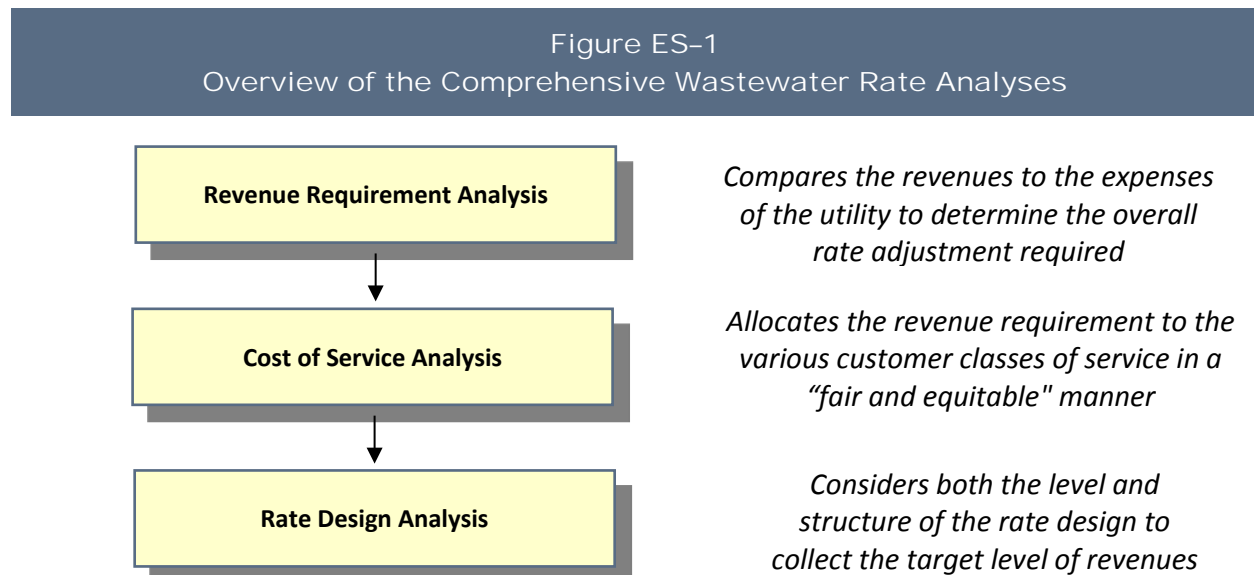 Figure ES–1
Overview of the Comprehensive Wastewater Rate Analyses
Revenue Requirement Analysis
Compares the revenues to the expenses
of the utility to determine the overall
rate adjustment required
Cost of Service Analysis
Allocates the revenue requirement to the
various customer classes of service in a
“fair and equitable" manner
Rate Design Analysis
Considers both the level and
structure of the rate design to
collect the target level of revenues